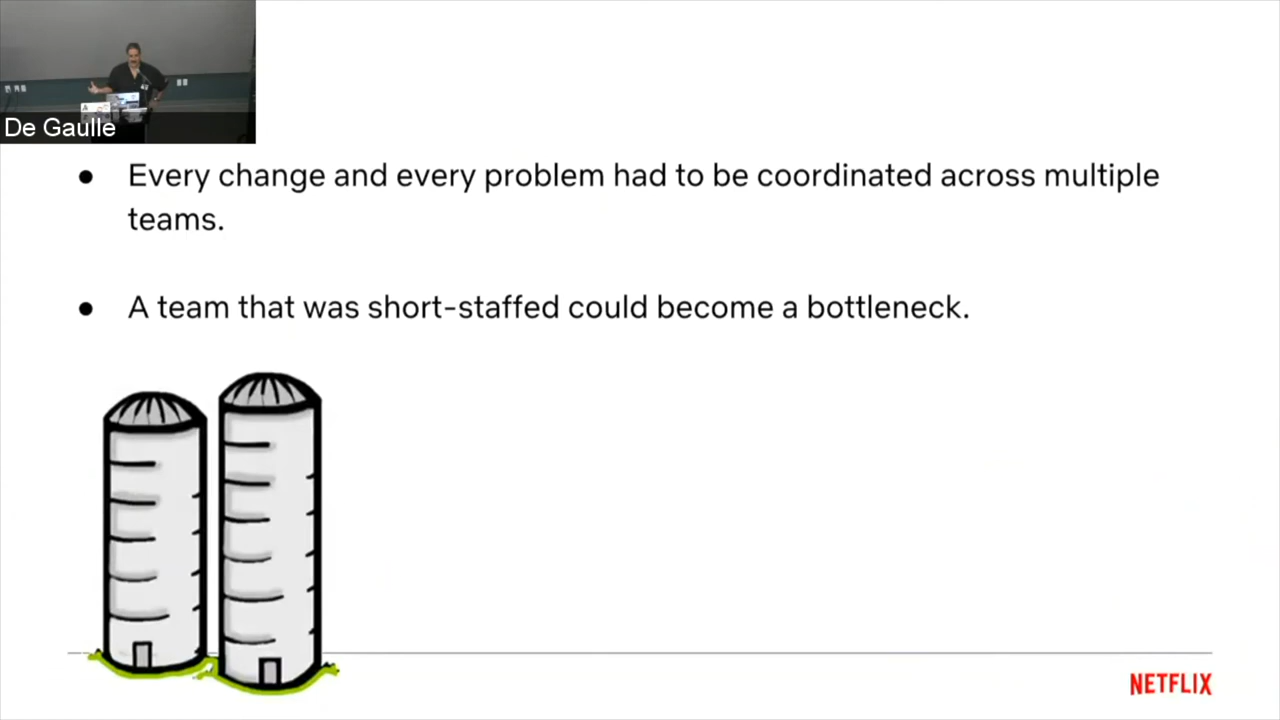 De Gaulle
● Every change and every problem had to be coordinated across multiple
teams.
● A team that was short-staffed could become a bottleneck.
NETFLIX